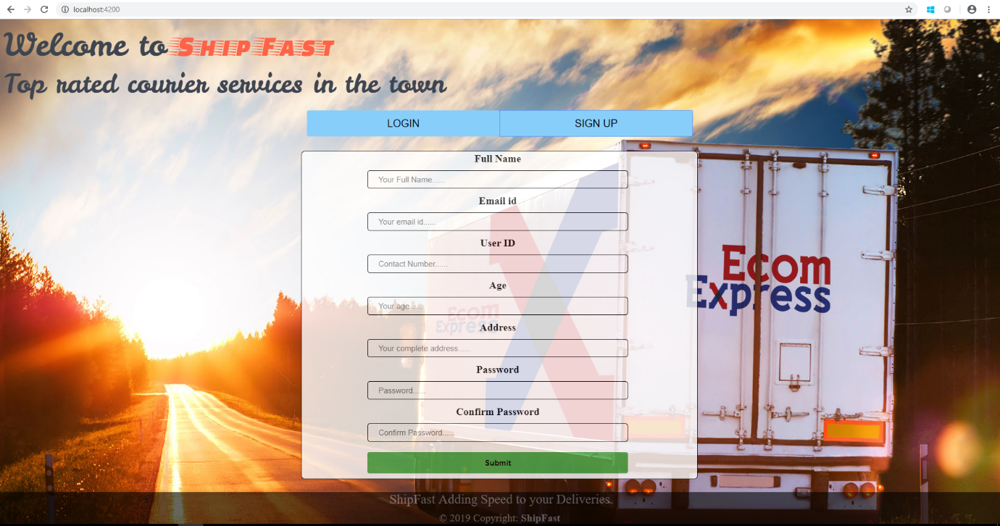 localhost:4200
Welcome to Ship Fast
Top rated courier services in the town
LOGIN
SIGN UP
Full Name
Your Full Name......
Email id
Your email id......
User ID
Contact Number......
Age
Your age......
Address
Your complete address......
Password
Password......
Confirm Password
Confirm Password......
Submit
Ecom
Express
Ecom
Express
ShipFast Adding Speed to your Deliveries
© 2019 Copyright: ShipFast